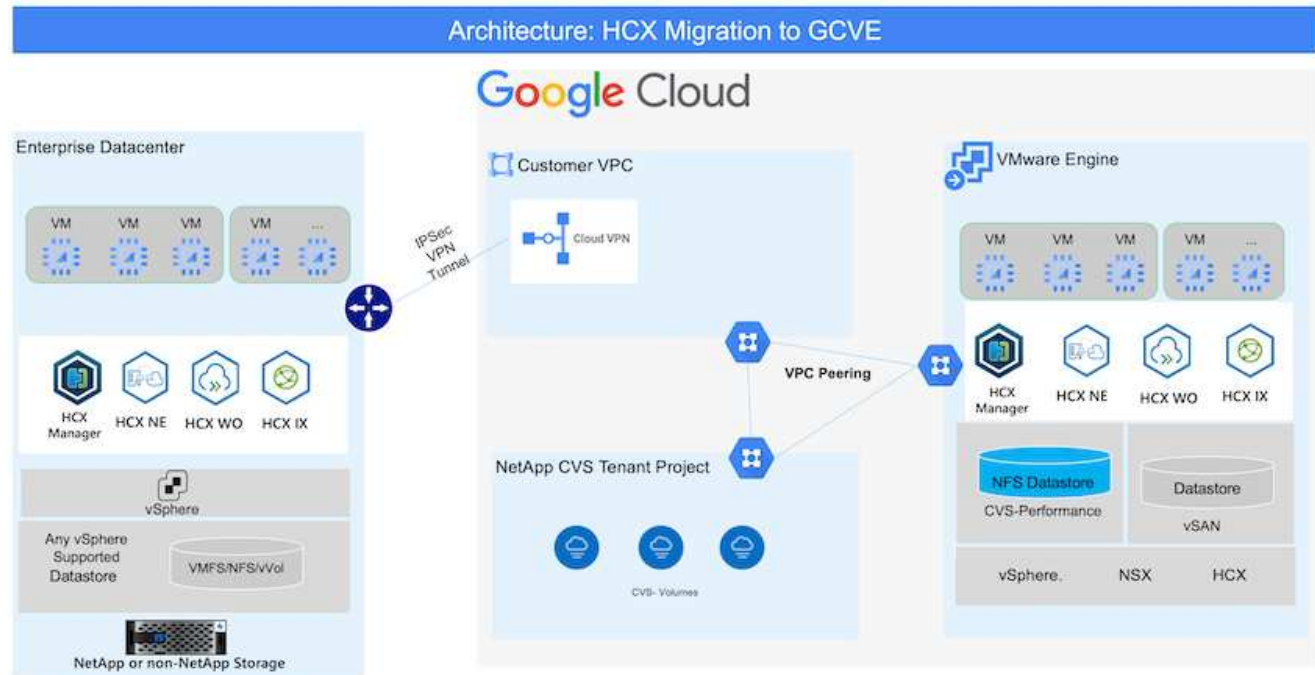 Architecture: HCX Migration to GCVE
Google Cloud
Enterprise Datacenter
VM VM VM VM ...
HCX
Manager
HCX NE
HCX WO
HCX IX
vSphere
Any vSphere
Supported
Datastore
VMFS/NFS/vVol
NetApp or non-NetApp Storage
IPSec
VPN
Tunnel
Customer VPC
Cloud VPN
VPC Peering
NetApp CVS Tenant Project
CVS- Volumes
VMware Engine
VM VM VM VM ...
HCX
Manager
HCX NE
HCX WO
HCX IX
NFS Datastore
CVS-Performance
Datastore
vSAN
vSphere. NSX HCX